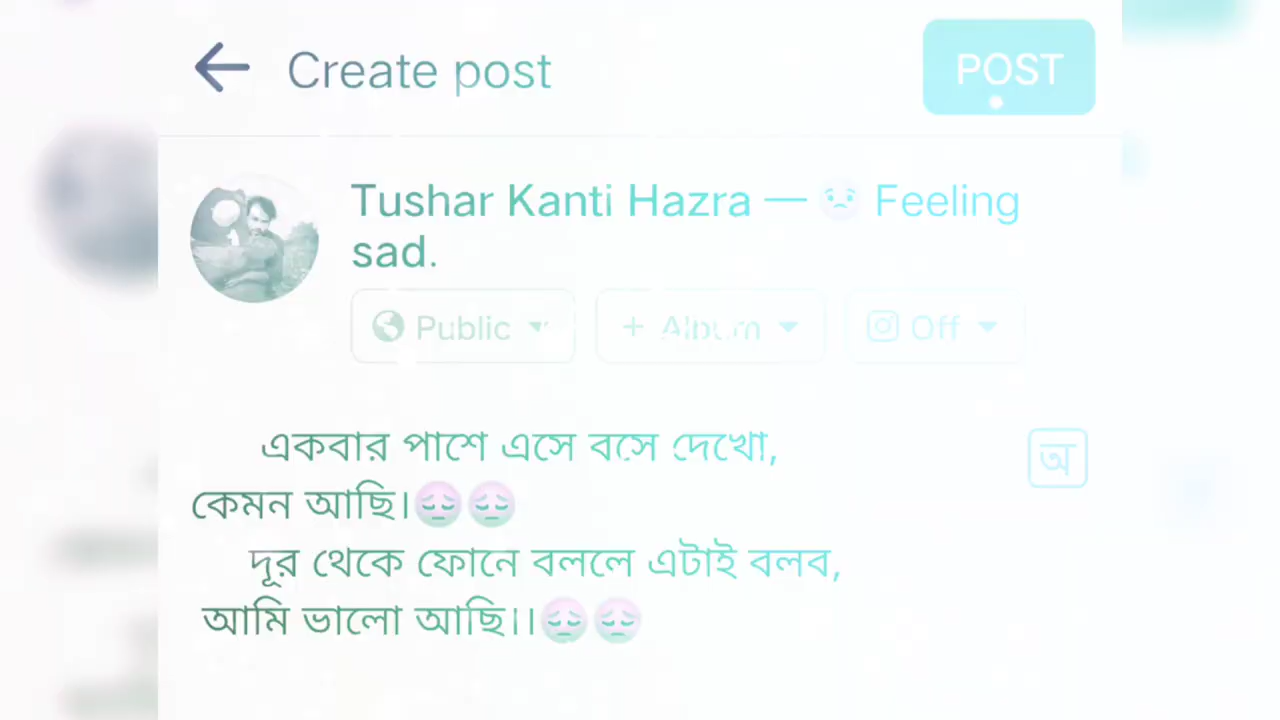 Create post
POST
Tushar Kanti Hazra — 😟 Feeling
sad.
Public
+ Album
Off
একবার পাশে এসে বসে দেখো,
অ
কেমন আছি।😔😔
দূর থেকে ফোনে বললে এটাই বলব,
আমি ভালো আছি।।😔😔